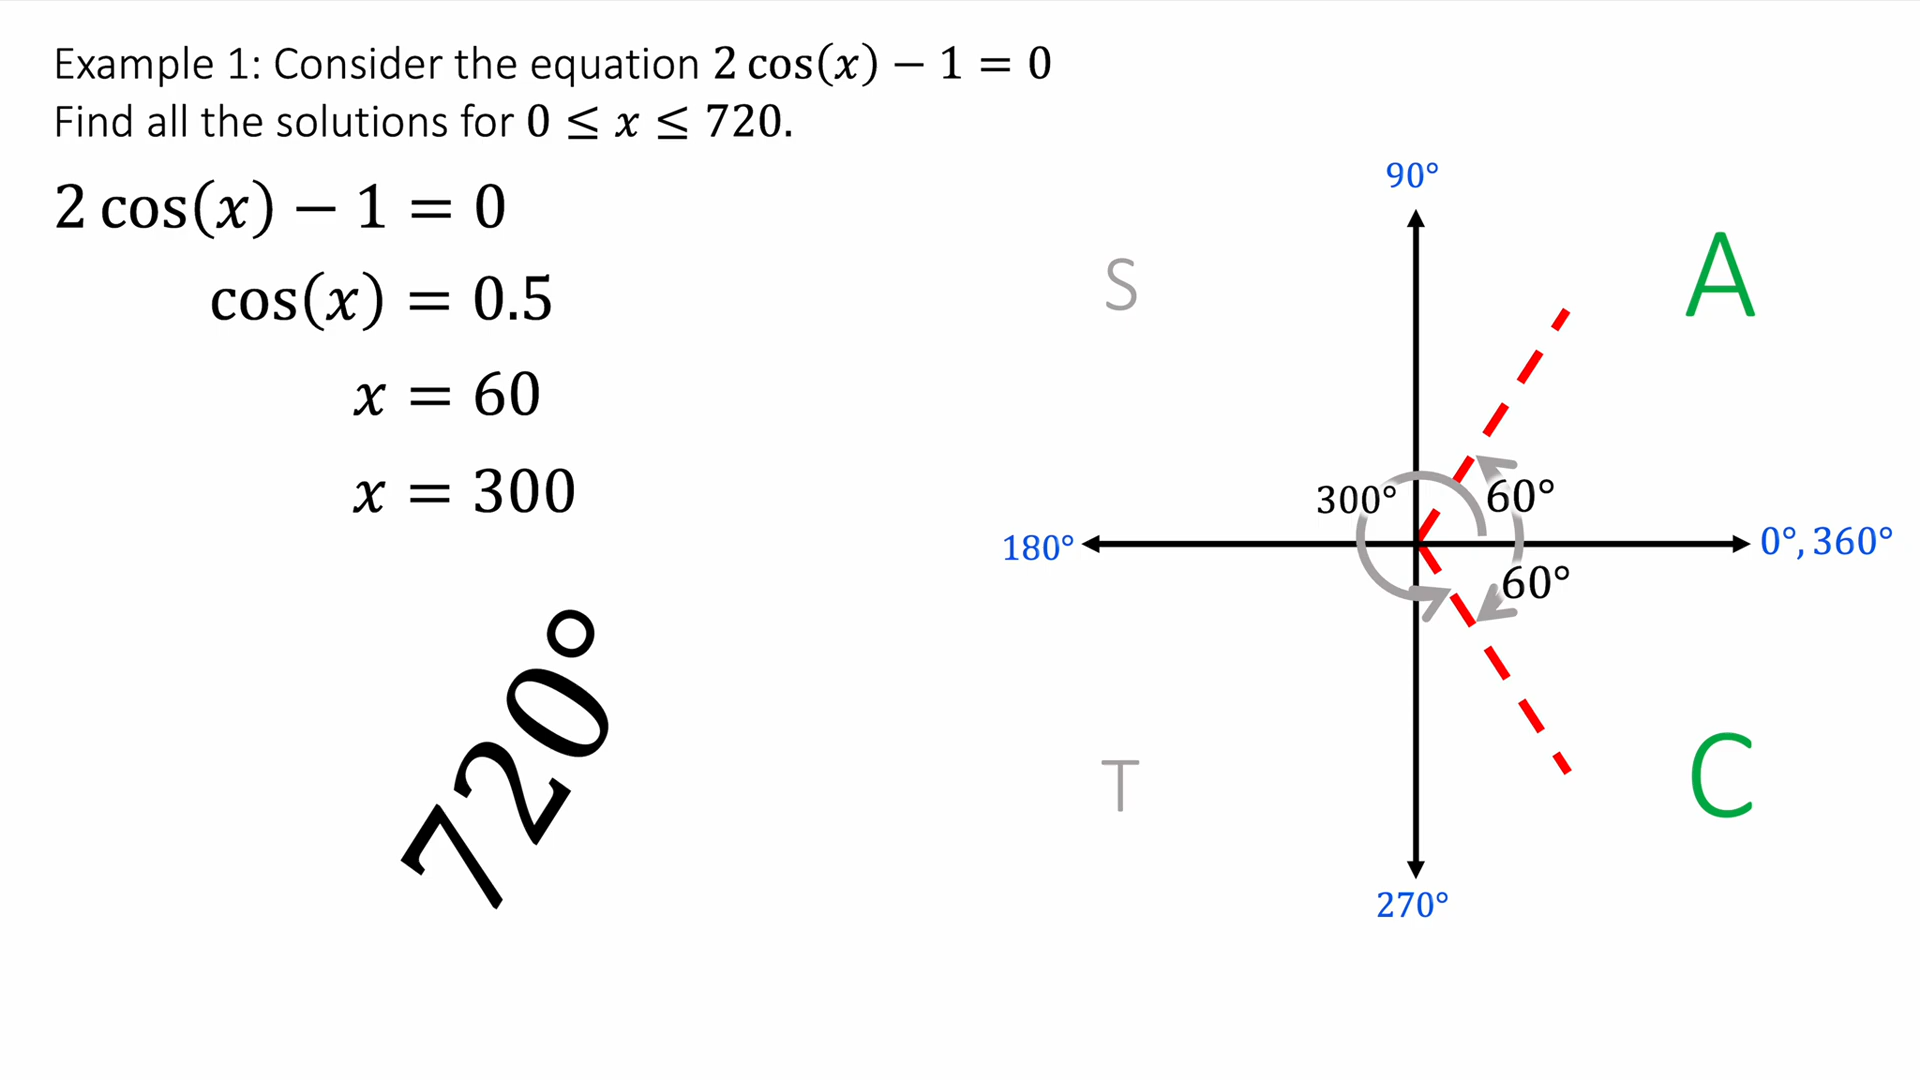 Example 1: Consider the equation 2 cos(x) − 1 = 0
Find all the solutions for 0 ≤ x ≤ 720.
2 cos(x) − 1 = 0
cos(x) = 0.5
x = 60
x = 300
720°
90°
S
A
300°
60°
180°
0°, 360°
60°
T
C
270°